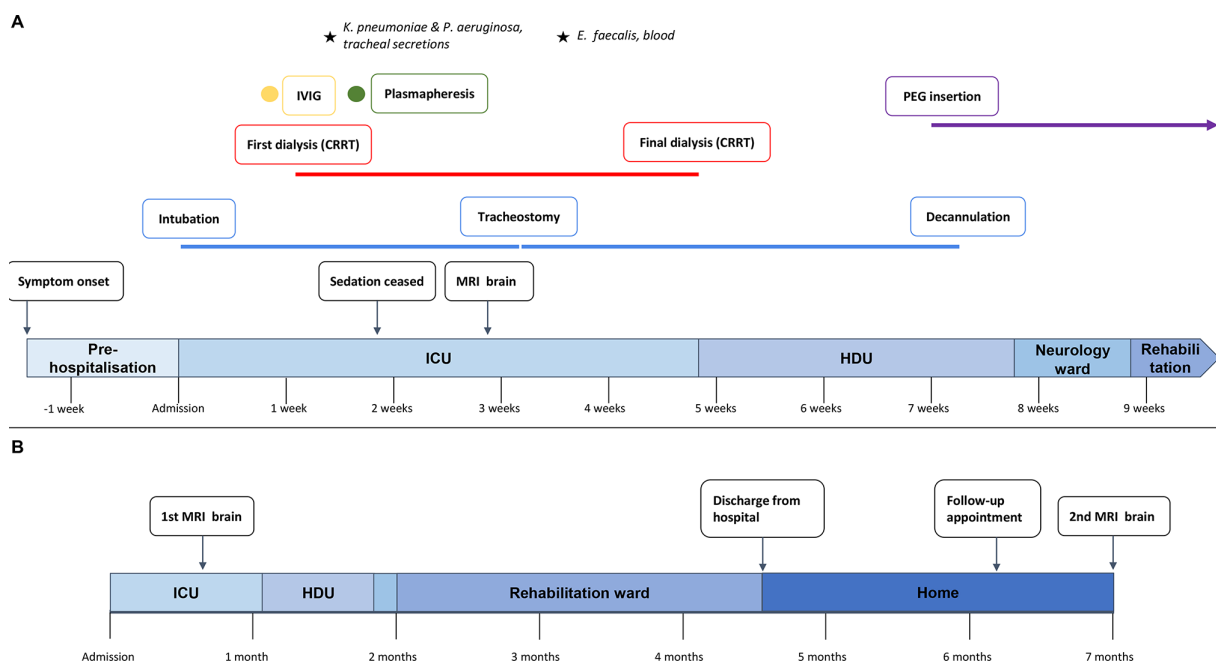 A
K. pneumoniae & P. aeruginosa,
tracheal secretions
E. faecalis, blood
IVIG
Plasmapheresis
PEG insertion
First dialysis (CRRT)
Final dialysis (CRRT)
Intubation
Tracheostomy
Decannulation
Symptom onset
Sedation ceased
MRI brain
Pre-
hospitalisation
ICU
HDU
Neurology
ward
Rehabili
tation
-1 week
Admission
1 week
2 weeks
3 weeks
4 weeks
5 weeks
6 weeks
7 weeks
8 weeks
9 weeks
B
1st MRI brain
Discharge from
hospital
Follow-up
appointment
2nd MRI brain
ICU
HDU
Rehabilitation ward
Home
Admission
1 month
2 months
3 months
4 months
5 months
6 months
7 months